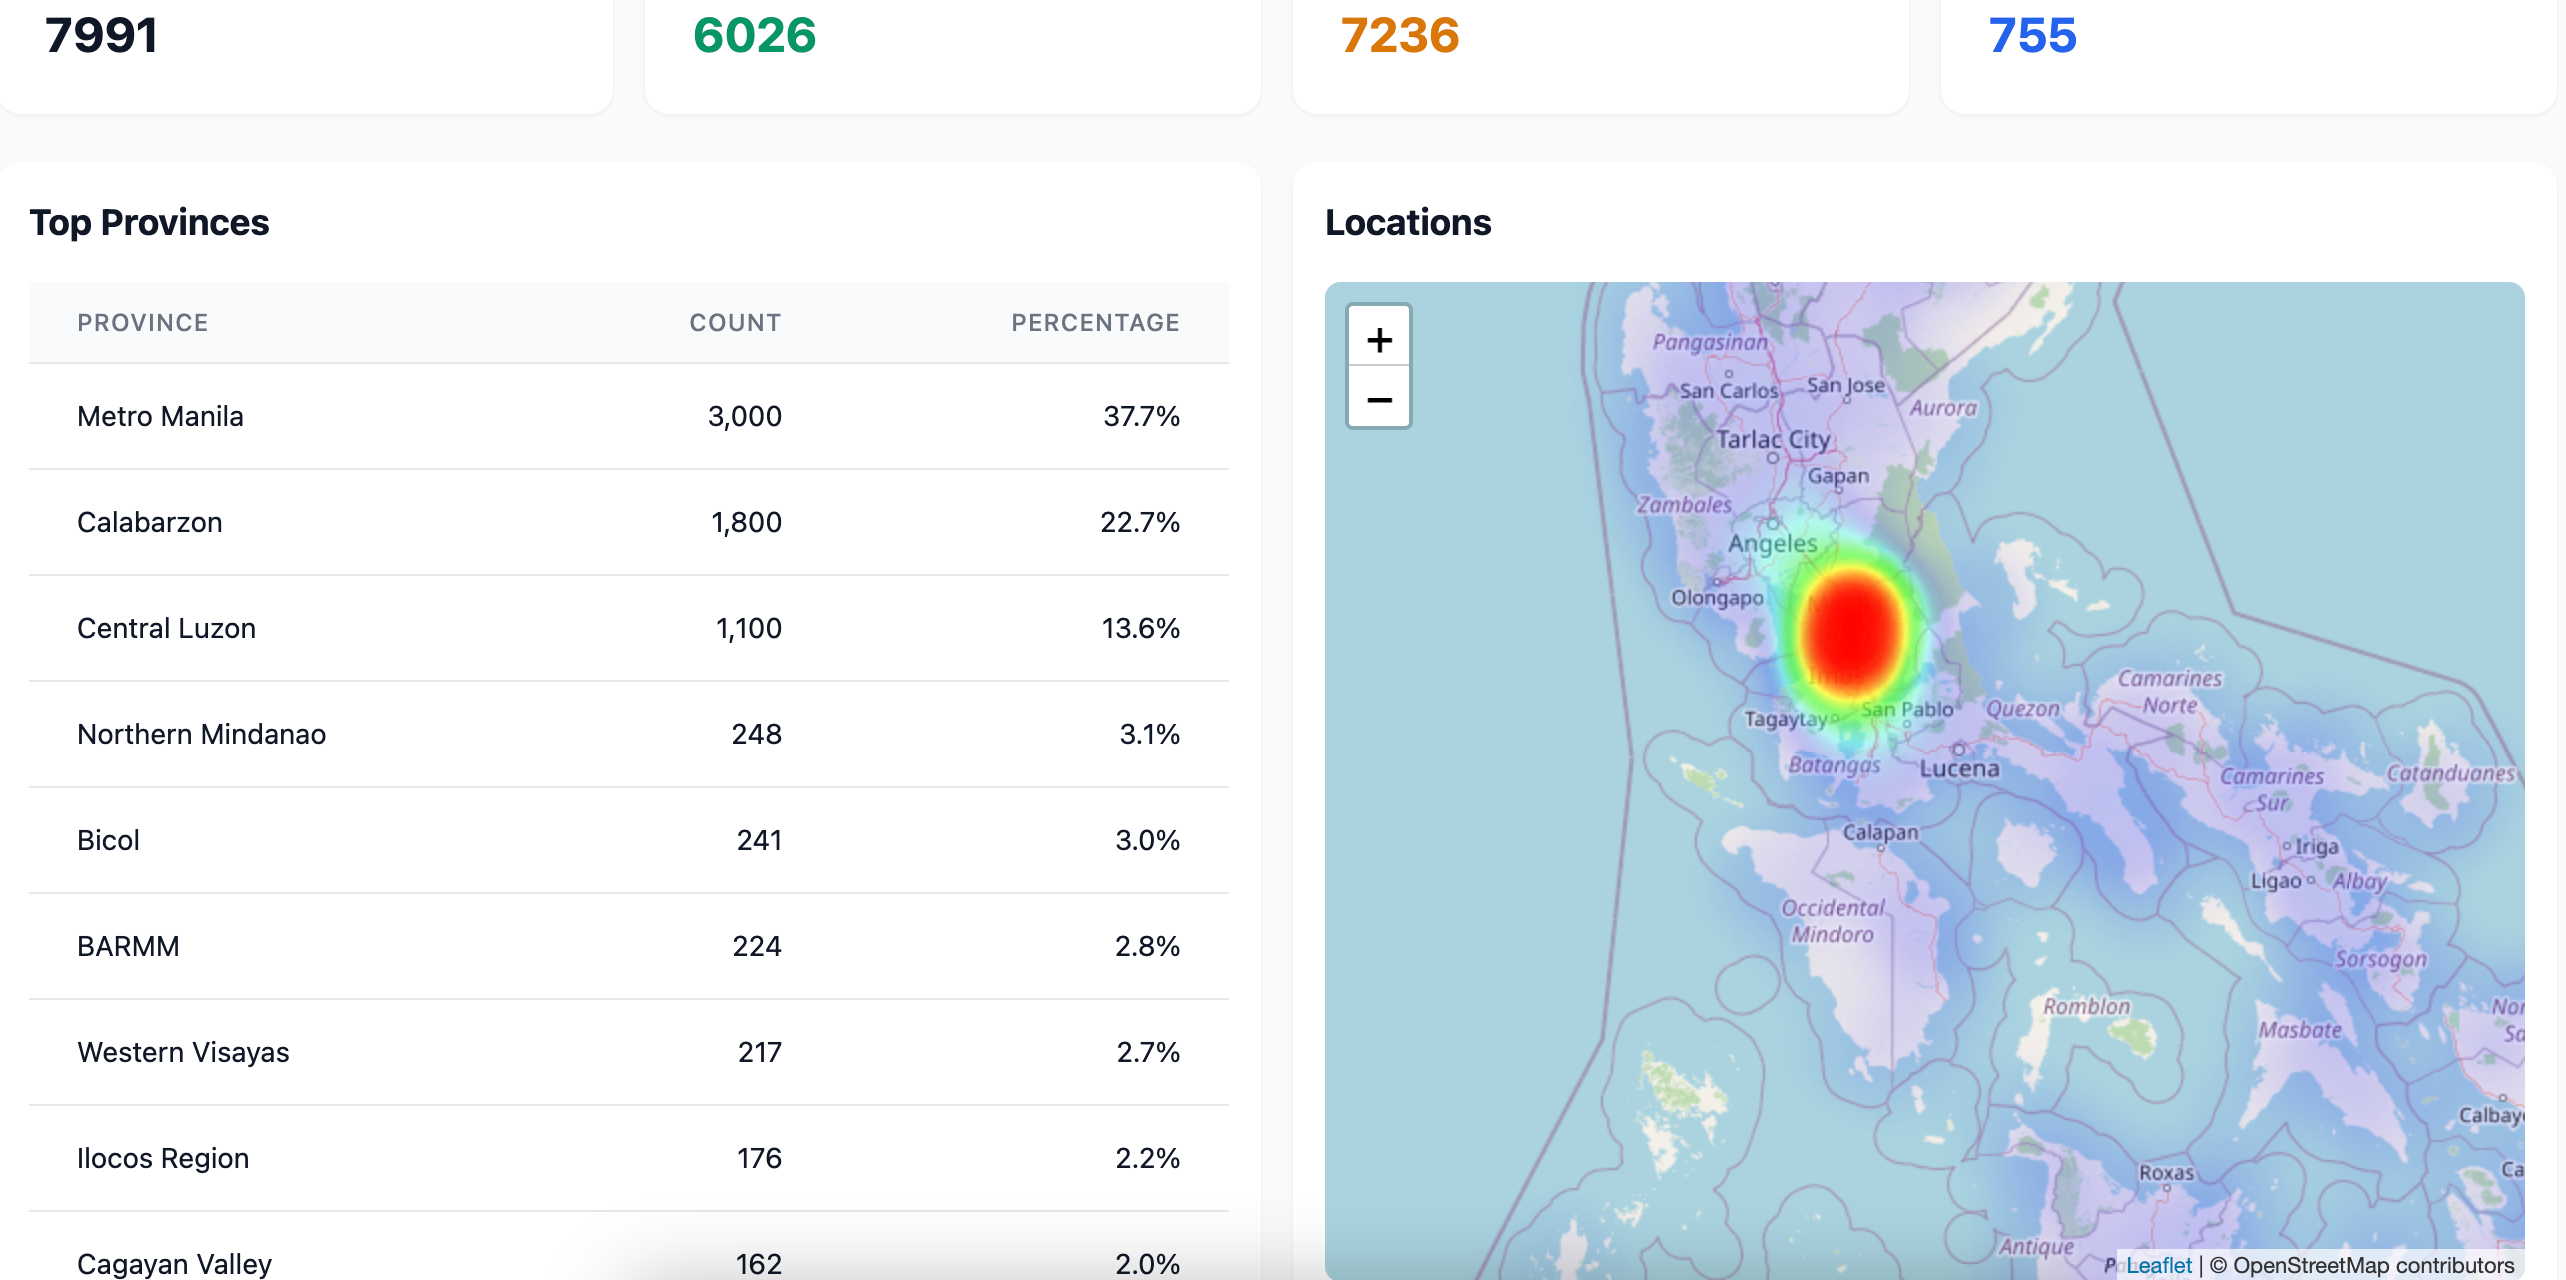 7991
6026
7236
755
Top Provinces
PROVINCE COUNT PERCENTAGE
Metro Manila 3,000 37.7%
Calabarzon 1,800 22.7%
Central Luzon 1,100 13.6%
Northern Mindanao 248 3.1%
Bicol 241 3.0%
BARMM 224 2.8%
Western Visayas 217 2.7%
Ilocos Region 176 2.2%
Cagayan Valley 162 2.0%
Locations
+
−
Pangasinan
San Carlos
San Jose
Aurora
Tarlac City
Gapan
Zambales
Angeles
Olongapo
Tagaytay
San Pablo
Quezon
Camarines
Norte
Batangas
Lucena
Camarines
Sur
Catanduanes
Calapan
Iriga
Ligao
Albay
Occidental
Mindoro
Sorsogon
Romblon
Masbate
Roxas
Antique
Leaflet | © OpenStreetMap contributors